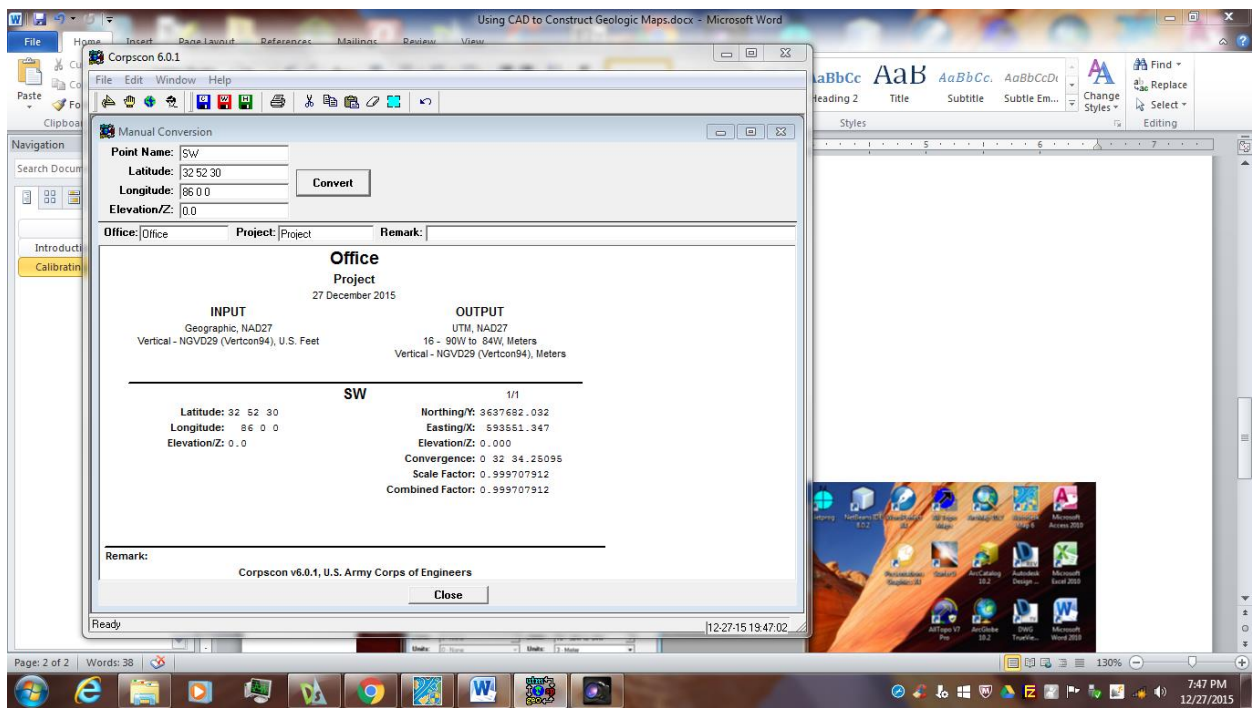 Using CAD to Construct Geologic Maps.docx - Microsoft Word
File Home Insert Page Layout References Mailings Review View
Corpscon 6.0.1
File Edit Window Help
Paste
Clipboar
Heading 2 Title Subtitle Subtle Em... Change Styles
AaBbCc AaB AaBbCc. AaBbCcDc
Find
Replace
Select
Styles Editing
Navigation
Search Docum
Introducti
Calibratin
Manual Conversion
Point Name: SW
Latitude: 32 52 30
Longitude: 86 0 0
Elevation/Z: 0.0
Convert
Office: Office Project: Project Remark:
Office
Project
27 December 2015
INPUT OUTPUT
Geographic, NAD27 UTM, NAD27
Vertical - NGVD29 (Vertcon94), U.S. Feet 16 - 90W to 84W, Meters
Vertical - NGVD29 (Vertcon94), Meters
SW 1/1
Latitude: 32 52 30 Northing/Y: 3637682.032
Longitude: 86 0 0 Easting/X: 593551.347
Elevation/Z: 0.0 Elevation/Z: 0.000
Convergence: 0 32 34.25095
Scale Factor: 0.999707912
Combined Factor: 0.999707912
Remark:
Corpscon v6.0.1, U.S. Army Corps of Engineers
Close
Ready 12-27-15 19:47:02
5 6 7
Page: 2 of 2 Words: 38 130%
7:47 PM
12/27/2015